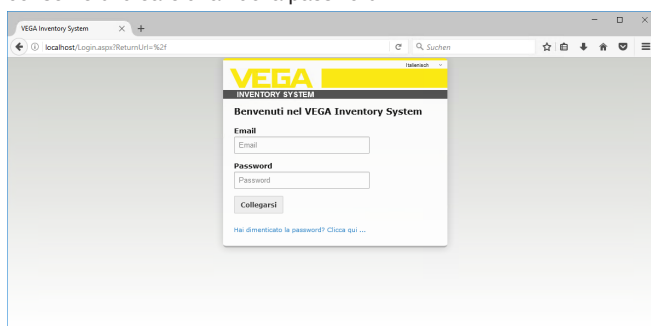 VEGA Inventory System
localhost/Login.aspx?ReturnUrl=%2f
Suchen
Italienisch
VEGA
INVENTORY SYSTEM
Benvenuti nel VEGA Inventory System
Email
Email
Password
Password
Collegarsi
Hai dimenticato la password? Clicca qui ...